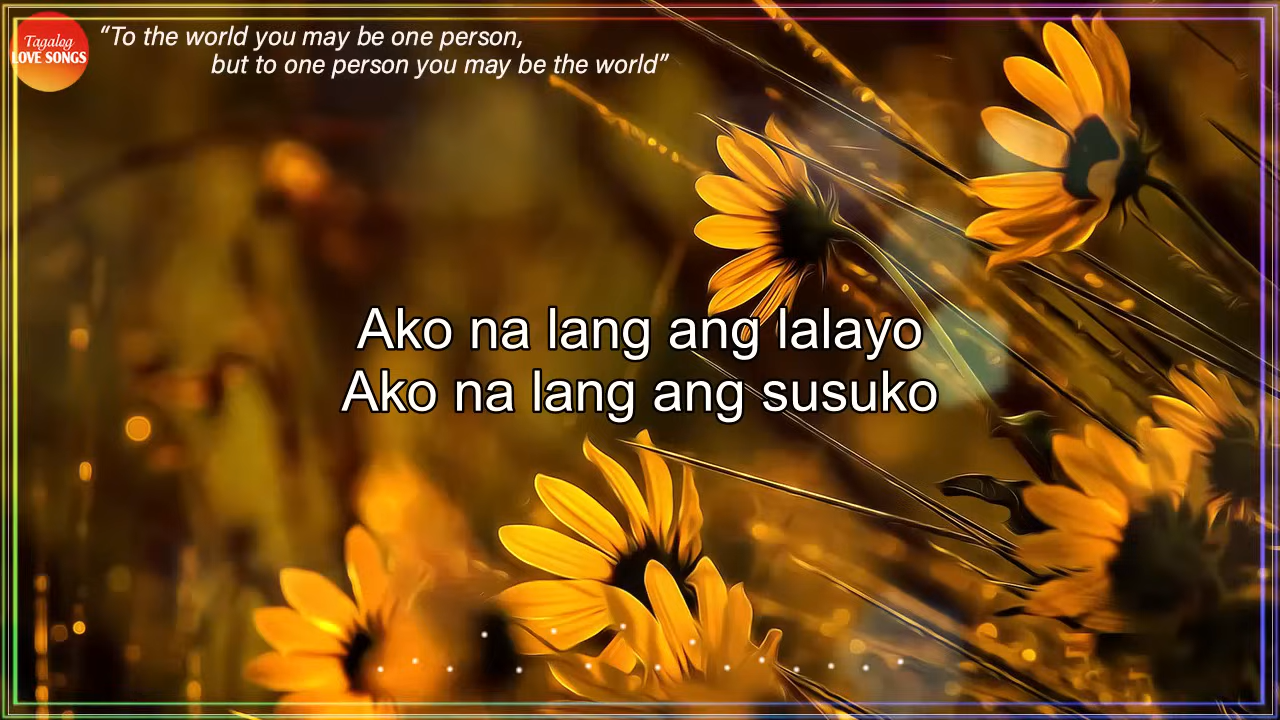 Tagalog
LOVE SONGS
“To the world you may be one person,
but to one person you may be the world”
Ako na lang ang lalayo
Ako na lang ang susuko